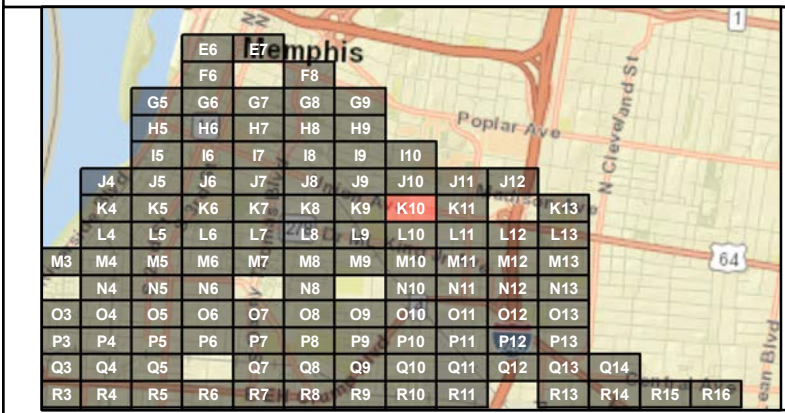 1
E6 E7 Memphis
F6 F8
G5 G6 G7 G8 G9
Poplar Ave
N Cleveland St
H5 H6 H7 H8 H9
I5 I6 I7 I8 I9 I10
J4 J5 J6 J7 J8 J9 J10 J11 J12
K4 K5 K6 K7 K8 K9 K10 K11 K13
L4 L5 L6 L7 L8 L9 L10 L11 L12 L13
M3 M4 M5 M6 M7 M8 M9 M10 M11 M12 M13
64
N4 N5 N6 N8 N10 N11 N12 N13
O3 O4 O5 O6 O7 O8 O9 O10 O11 O12 O13
P3 P4 P5 P6 P7 P8 P9 P10 P11 P12 P13
Q3 Q4 Q5 Q7 Q8 Q9 Q10 Q11 Q12 Q13 Q14
R3 R4 R5 R6 R7 R8 R9 R10 R11 R13 R14 R15 R16
Central Ave